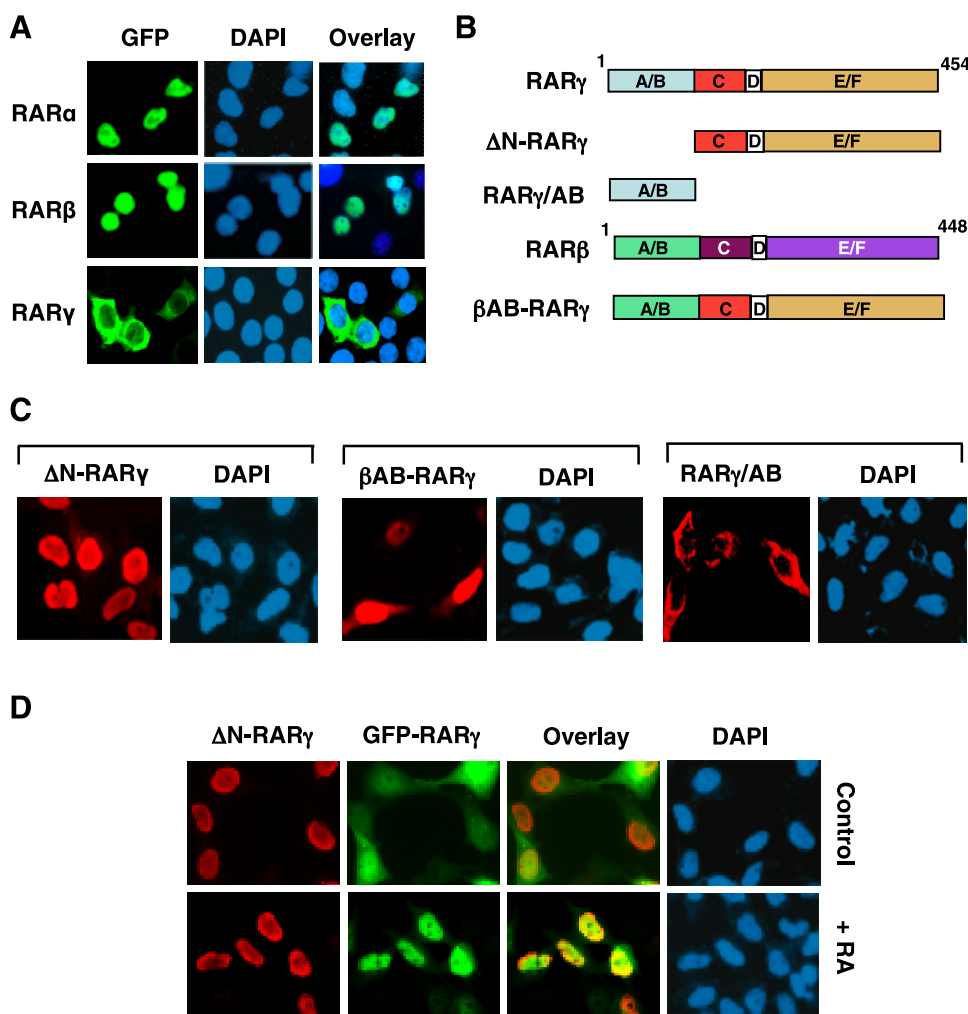 A
GFP DAPI Overlay
RARα
RARβ
RARγ
B
1 454
RARγ A/B C D E/F
ΔN-RARγ C D E/F
RARγ/AB A/B
1 448
RARβ A/B C D E/F
βAB-RARγ A/B C D E/F
C
ΔN-RARγ DAPI βAB-RARγ DAPI RARγ/AB DAPI
D
ΔN-RARγ GFP-RARγ Overlay DAPI
Control
+ RA